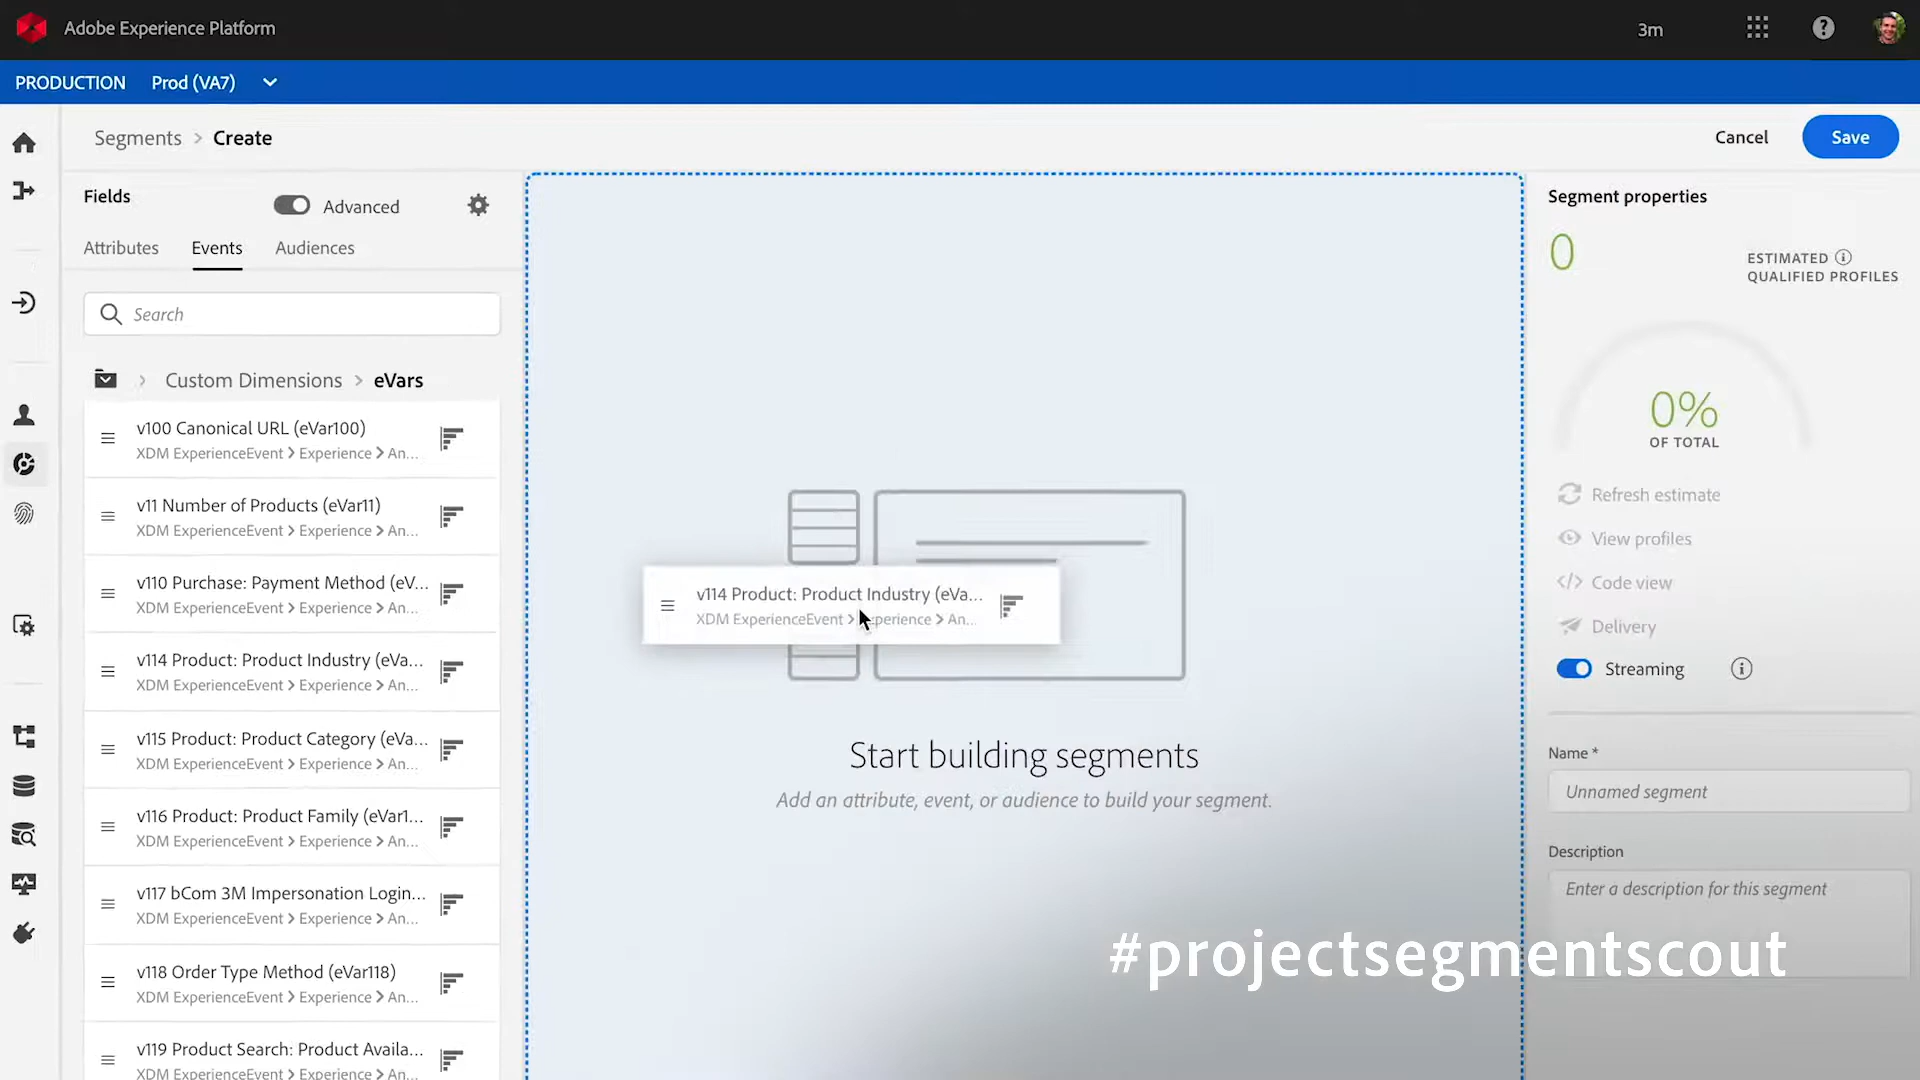 Adobe Experience Platform
3m
PRODUCTION Prod (VA7)
Segments > Create
Cancel
Save
Fields
Advanced
Attributes
Events
Audiences
Search
Custom Dimensions > eVars
v100 Canonical URL (eVar100)
XDM ExperienceEvent > Experience > An...
v11 Number of Products (eVar11)
XDM ExperienceEvent > Experience > An...
v110 Purchase: Payment Method (eV...
XDM ExperienceEvent > Experience > An...
v114 Product: Product Industry (eVa...
XDM ExperienceEvent > Experience > An...
v115 Product: Product Category (eVa...
XDM ExperienceEvent > Experience > An...
v116 Product: Product Family (eVar1...
XDM ExperienceEvent > Experience > An...
v117 bCom 3M Impersonation Login...
XDM ExperienceEvent > Experience > An...
v118 Order Type Method (eVar118)
XDM ExperienceEvent > Experience > An...
v119 Product Search: Product Availa...
XDM ExperienceEvent > Experience > An...
v114 Product: Product Industry (eVa...
XDM ExperienceEvent > Experience > An...
Start building segments
Add an attribute, event, or audience to build your segment.
Segment properties
0
ESTIMATED
QUALIFIED PROFILES
0%
OF TOTAL
Refresh estimate
View profiles
Code view
Delivery
Streaming
Name *
Unnamed segment
Description
Enter a description for this segment
#projectsegmentscout